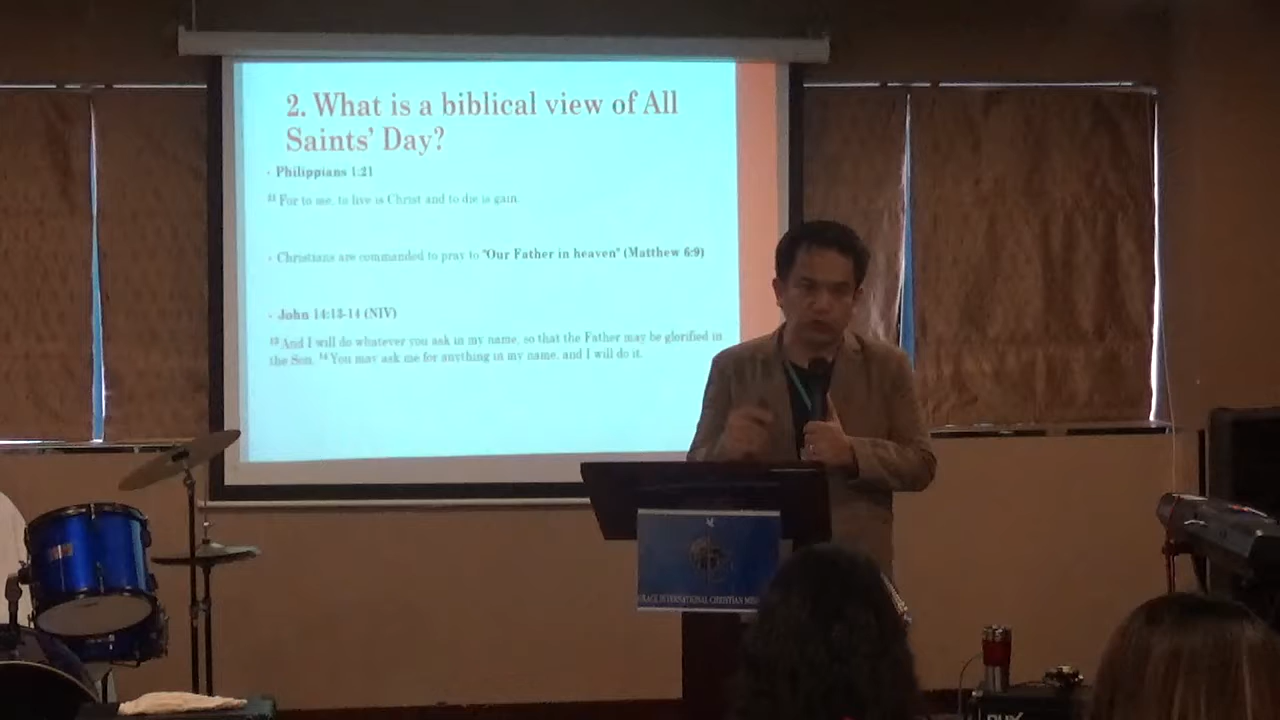 2. What is a biblical view of All
Saints' Day?
- Philippians 1:21
21 For to me, to live is Christ and to die is gain.
- Christians are commanded to pray to "Our Father in heaven" (Matthew 6:9)
- John 14:13-14 (NIV)
13 And I will do whatever you ask in my name, so that the Father may be glorified in
the Son. 14 You may ask me for anything in my name, and I will do it.
GRACE INTERNATIONAL CHRISTIAN